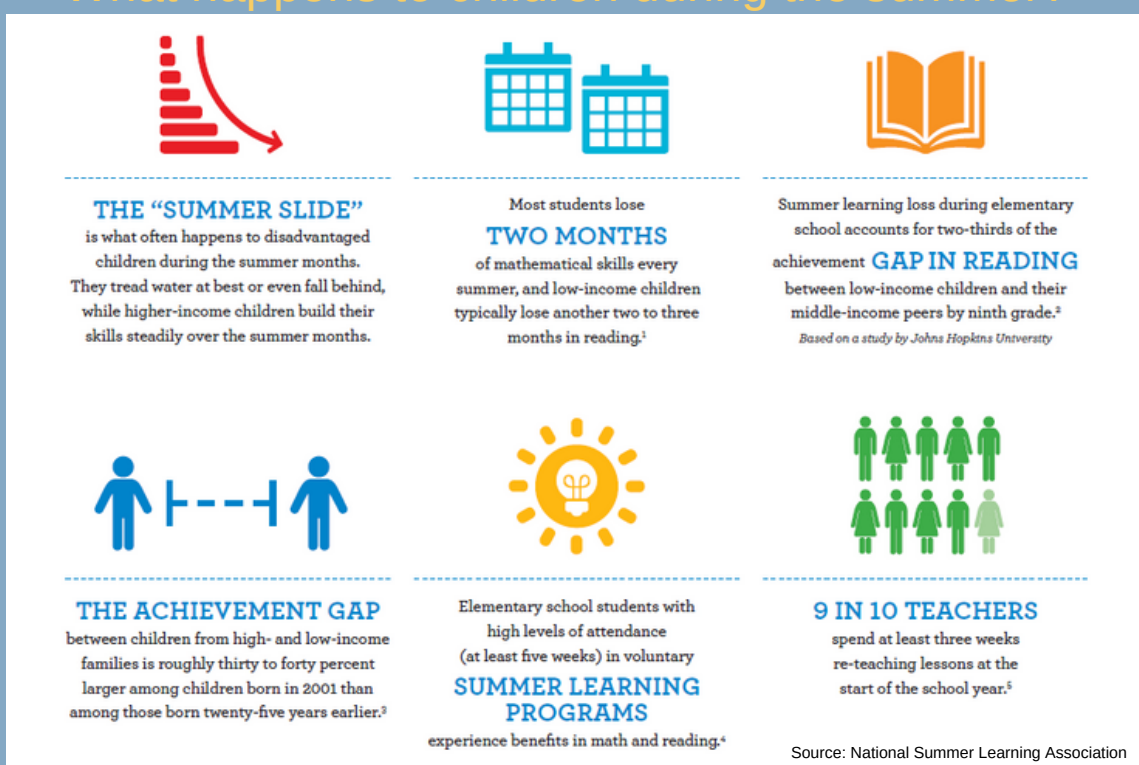 What happens to children during the summer?
THE “SUMMER SLIDE”
is what often happens to disadvantaged
children during the summer months.
They tread water at best or even fall behind,
while higher-income children build their
skills steadily over the summer months.
Most students lose
TWO MONTHS
of mathematical skills every
summer, and low-income children
typically lose another two to three
months in reading.¹
Summer learning loss during elementary
school accounts for two-thirds of the
achievement GAP IN READING
between low-income children and their
middle-income peers by ninth grade.²
Based on a study by Johns Hopkins University
THE ACHIEVEMENT GAP
between children from high- and low-income
families is roughly thirty to forty percent
larger among children born in 2001 than
among those born twenty-five years earlier.³
Elementary school students with
high levels of attendance
(at least five weeks) in voluntary
SUMMER LEARNING
PROGRAMS
experience benefits in math and reading.⁴
9 IN 10 TEACHERS
spend at least three weeks
re-teaching lessons at the
start of the school year.⁵
Source: National Summer Learning Association